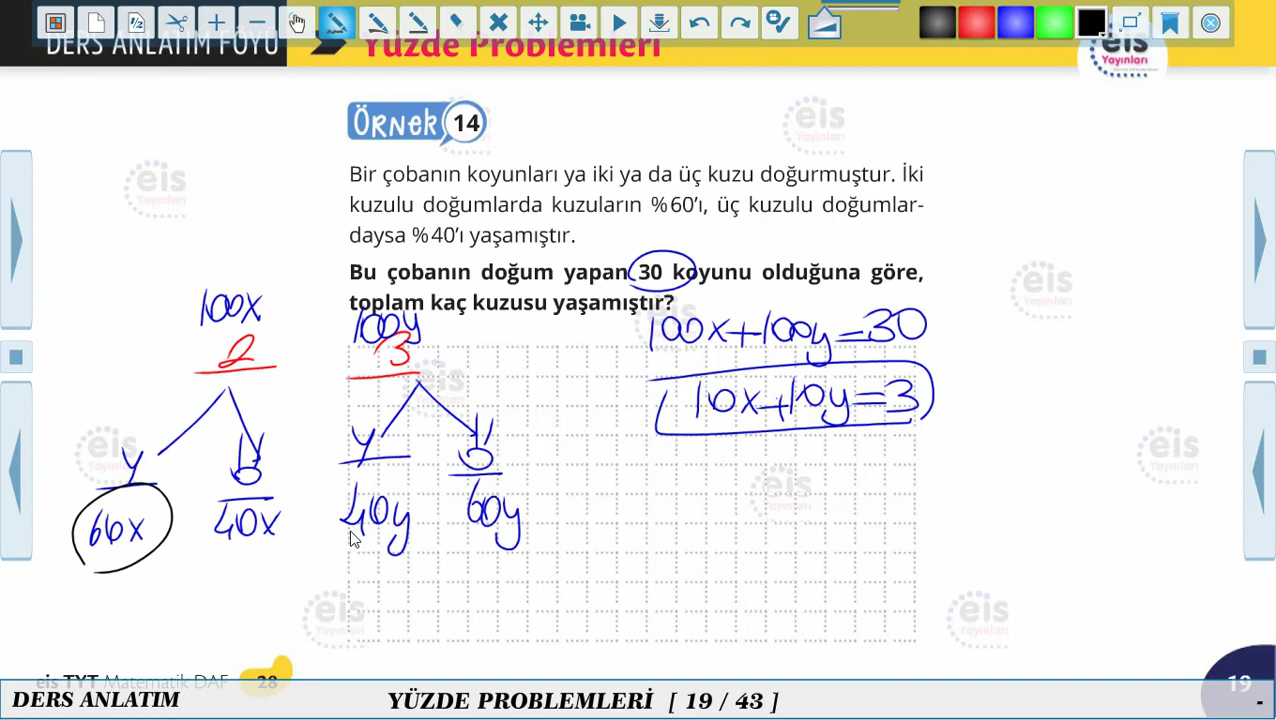 DERS ANLATIM FÖYÜ
Yüzde Problemleri
eis
Yayınları
ÖRNEK 14
Bir çobanın koyunları ya iki ya da üç kuzu doğurmuştur. İki
kuzulu doğumlarda kuzuların %60'ı, üç kuzulu doğumlar-
daysa %40'ı yaşamıştır.
Bu çobanın doğum yapan 30 koyunu olduğuna göre,
toplam kaç kuzusu yaşamıştır?
100x
2
100y
3
100x+100y=30
10x+10y=3
y
Ö
y
Ö
60x
40x
40y
60y
eis TYT Matematik DAF
28
19
DERS ANLATIM
YÜZDE PROBLEMLERİ [ 19 / 43 ]
-